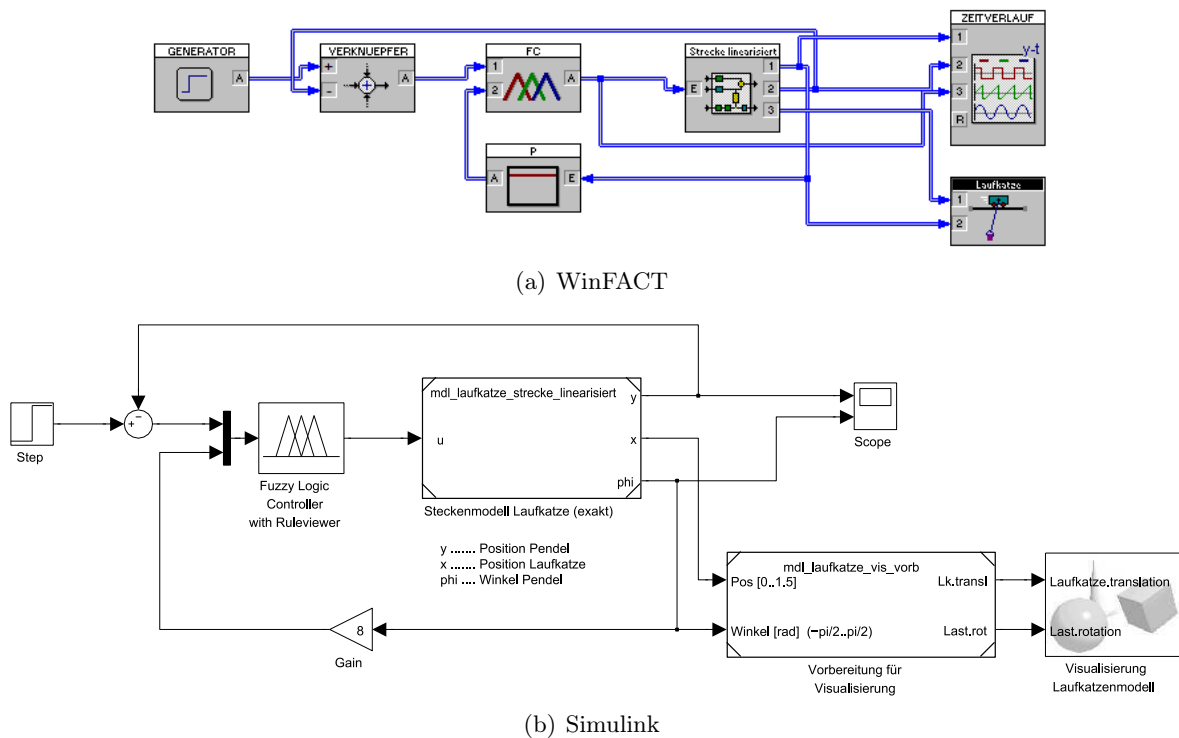 ZEITVERLAUF
GENERATOR
VERKNUEPFER
FC
Strecke linearisiert
1
y-t
A
+
-
A
1
2
A
E
1
2
3
2
3
R
P
A
E
Laufkatze
1
2
(a) WinFACT
Step
+
−
Fuzzy Logic
Controller
with Ruleviewer
mdl_laufkatze_strecke_linearisiert
u
y
x
phi
Steckenmodell Laufkatze (exakt)
Scope
y ....... Position Pendel
x ....... Position Laufkatze
phi .... Winkel Pendel
8
Gain
mdl_laufkatze_vis_vorb
Pos [0..1.5]
Lk.transl
Winkel [rad] (−pi/2..pi/2)
Last.rot
Vorbereitung für
Visualisierung
Laufkatze.translation
Last.rotation
Visualisierung
Laufkatzenmodell
(b) Simulink